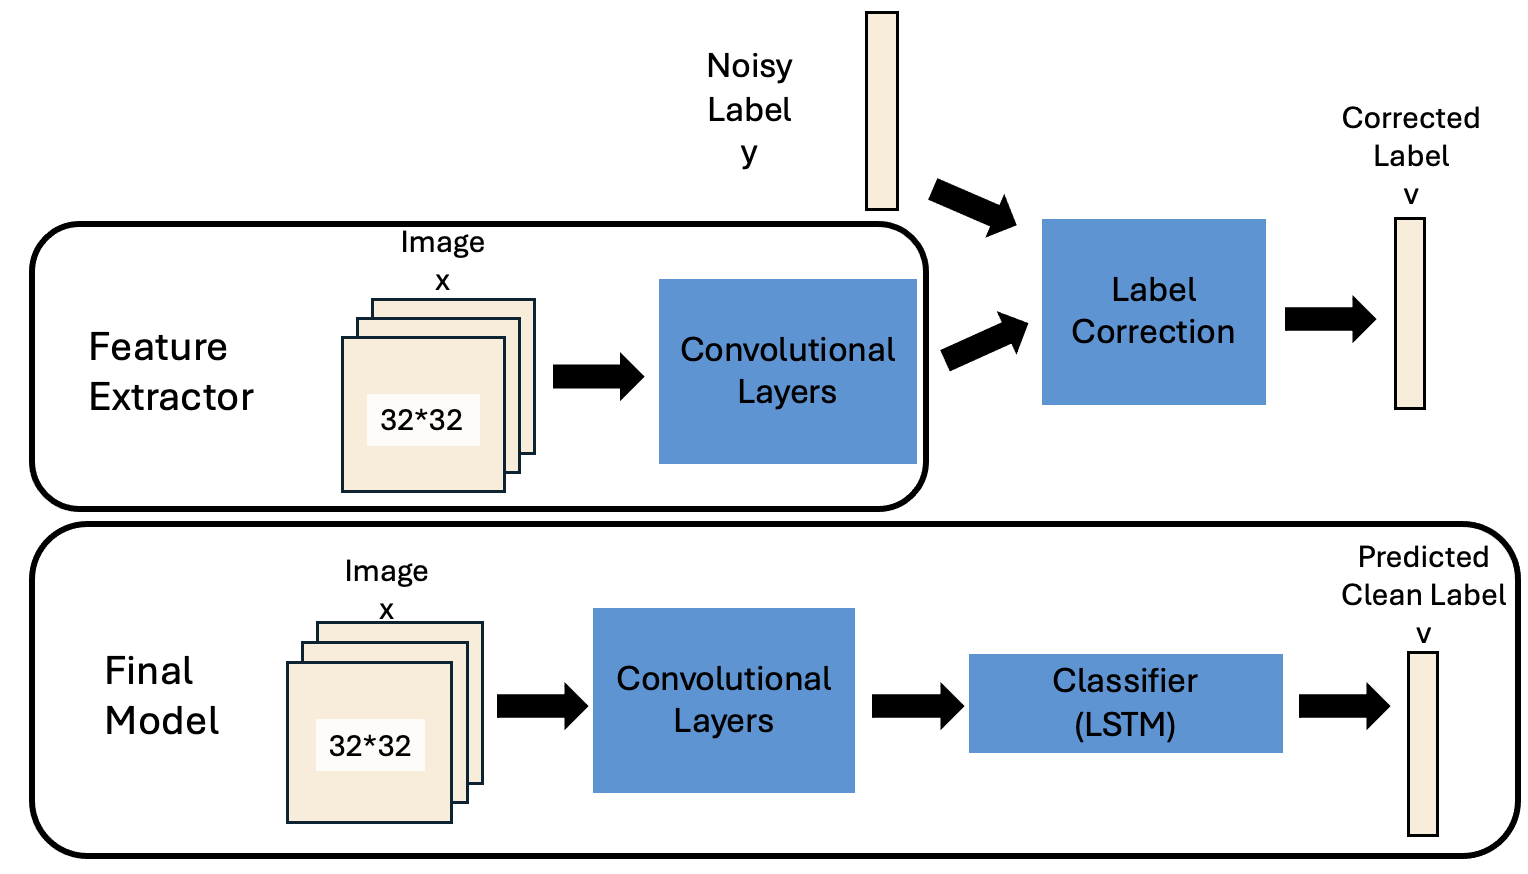 Noisy
Label
y
Corrected
Label
v
Image
x
Feature
Extractor
32*32
Convolutional
Layers
Label
Correction
Image
x
Final
Model
32*32
Convolutional
Layers
Classifier
(LSTM)
Predicted
Clean Label
v